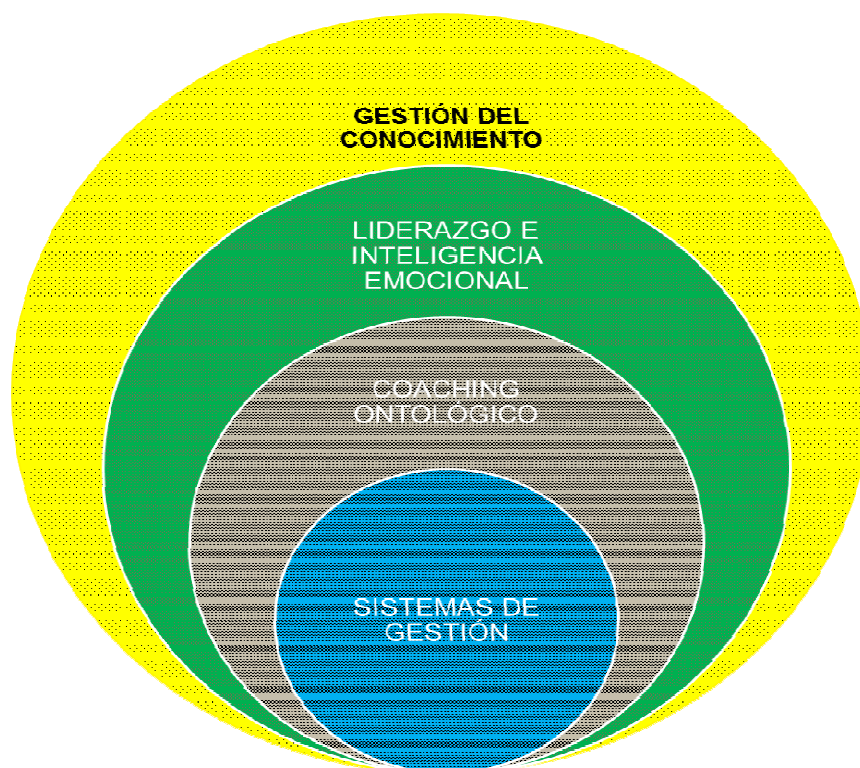 GESTIÓN DEL
CONOCIMIENTO
LIDERAZGO E
INTELIGENCIA
EMOCIONAL
COACHING
ONTOLÓGICO
SISTEMAS DE
GESTIÓN